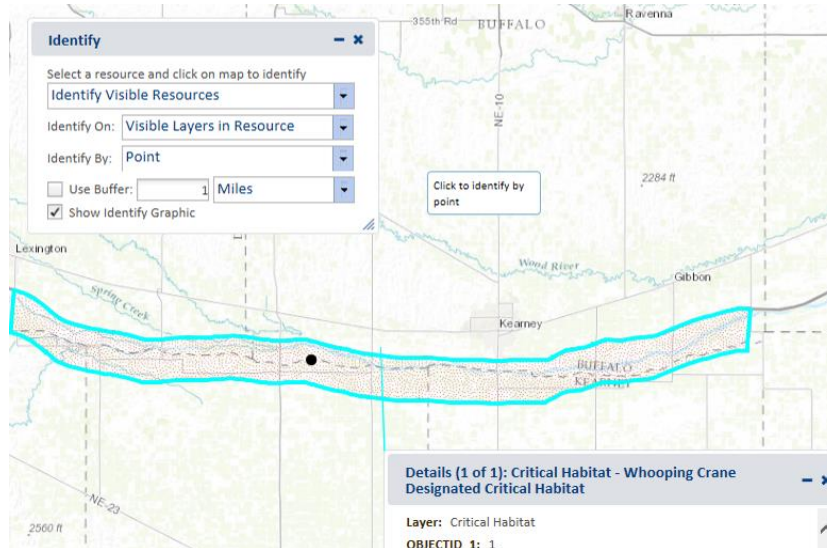 355th Rd
BUFFALO
Ravenna
Identify
Select a resource and click on map to identify
Identify Visible Resources
Identify On: Visible Layers in Resource
Identify By: Point
Use Buffer: 1 Miles
Show Identify Graphic
NE-10
Click to identify by
point
2284 ft
Lexington
Spring Creek
Wood River
Gibbon
Kearney
BUFFALO
KEARNEY
NE-23
2560 ft
Details (1 of 1): Critical Habitat - Whooping Crane
Designated Critical Habitat
Layer: Critical Habitat
OBJECTID_1: 1